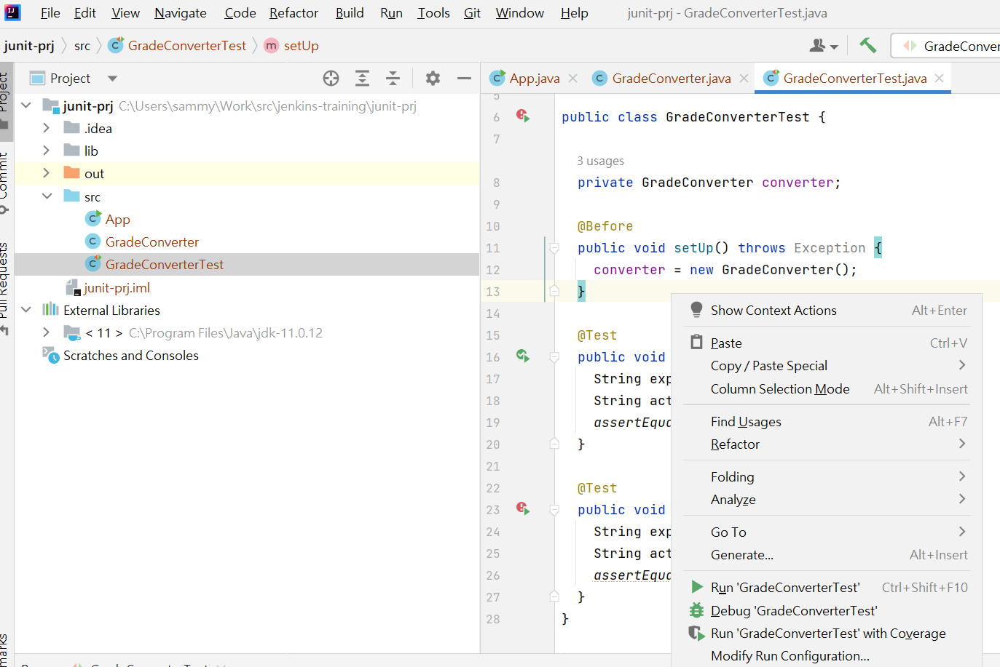 File Edit View Navigate Code Refactor Build Run Tools Git Window Help junit-prj - GradeConverterTest.java
junit-prj src GradeConverterTest setUp
Project
App.java GradeConverter.java GradeConverterTest.java
Project
Commit
Pull Requests
junit-prj C:\Users\sammy\Work\src\jenkins-training\junit-prj
.idea
lib
out
src
App
GradeConverter
GradeConverterTest
junit-prj.iml
External Libraries
< 11 > C:\Program Files\Java\jdk-11.0.12
Scratches and Consoles
5
6 public class GradeConverterTest {
7
3 usages
8 private GradeConverter converter;
9
10 @Before
11 public void setUp() throws Exception {
12 converter = new GradeConverter();
13 }
14
15 @Test
16 public void
17 String exp
18 String act
19 assertEqua
20 }
21
22 @Test
23 public void
24 String exp
25 String act
26 assertEqua
27 }
28 }
Show Context Actions Alt+Enter
Paste Ctrl+V
Copy / Paste Special
Column Selection Mode Alt+Shift+Insert
Find Usages Alt+F7
Refactor
Folding
Analyze
Go To
Generate... Alt+Insert
Run 'GradeConverterTest' Ctrl+Shift+F10
Debug 'GradeConverterTest'
Run 'GradeConverterTest' with Coverage
Modify Run Configuration...